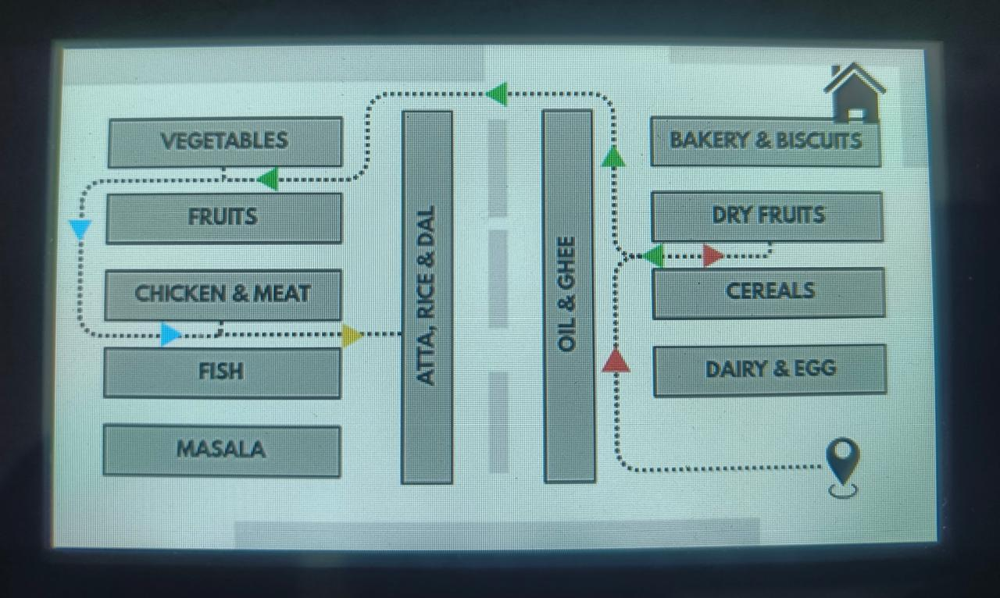 VEGETABLES
FRUITS
CHICKEN & MEAT
FISH
MASALA
ATTA, RICE & DAL
OIL & GHEE
BAKERY & BISCUITS
DRY FRUITS
CEREALS
DAIRY & EGG